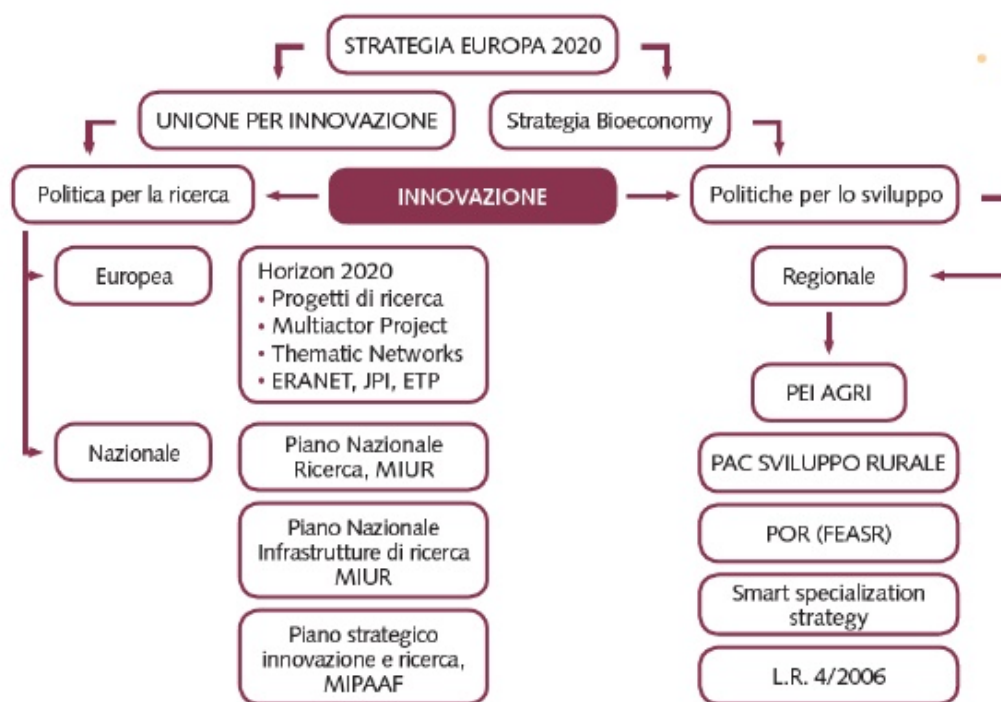 STRATEGIA EUROPA 2020
UNIONE PER INNOVAZIONE
Strategia Bioeconomy
Politica per la ricerca
INNOVAZIONE
Politiche per lo sviluppo
Europea
Horizon 2020
• Progetti di ricerca
• Multiactor Project
• Thematic Networks
• ERANET, JPI, ETP
Regionale
PEI AGRI
Nazionale
Piano Nazionale
Ricerca, MIUR
PAC SVILUPPO RURALE
Piano Nazionale
Infrastrutture di ricerca
MIUR
POR (FEASR)
Smart specialization
strategy
Piano strategico
innovazione e ricerca,
MIPAAF
L.R. 4/2006